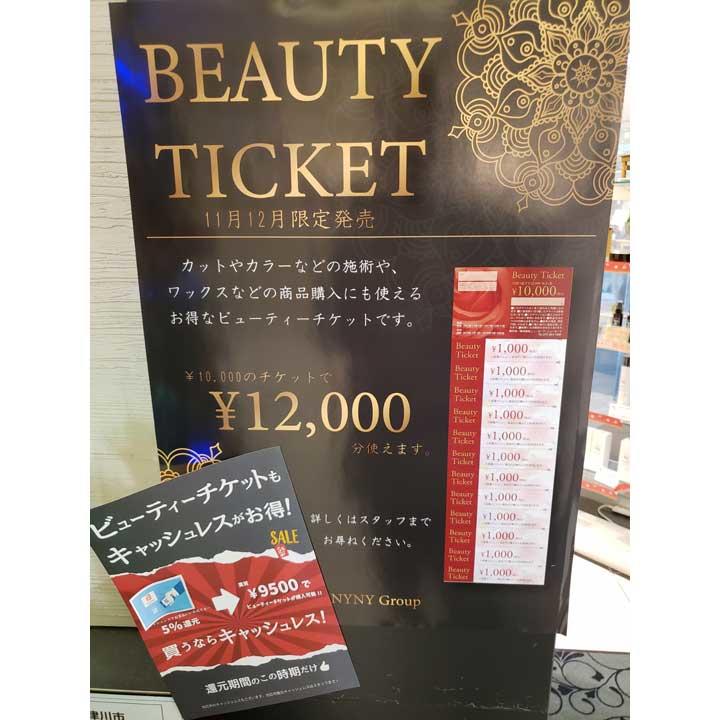 BEAUTY
TICKET
11月12月限定発売
カットやカラーなどの施術や、
ワックスなどの商品購入にも使える
お得なビューティーチケットです。
¥10,000のチケットで
¥12,000
分使えます。
詳しくはスタッフまで
お尋ねください。
NYNY Group
Beauty Ticket
¥10,000
Beauty Ticket ¥1,000
Beauty Ticket ¥1,000
Beauty Ticket ¥1,000
Beauty Ticket ¥1,000
Beauty Ticket ¥1,000
Beauty Ticket ¥1,000
Beauty Ticket ¥1,000
Beauty Ticket ¥1,000
Beauty Ticket ¥1,000
Beauty Ticket ¥1,000
Beauty Ticket ¥1,000
Beauty Ticket ¥1,000
ビューティーチケットも
キャッシュレスがお得!
SALE
¥9500で
ビューティーチケットが購入可能!!
5%還元
買うならキャッシュレス!
還元期間のこの時期だけ
津川市